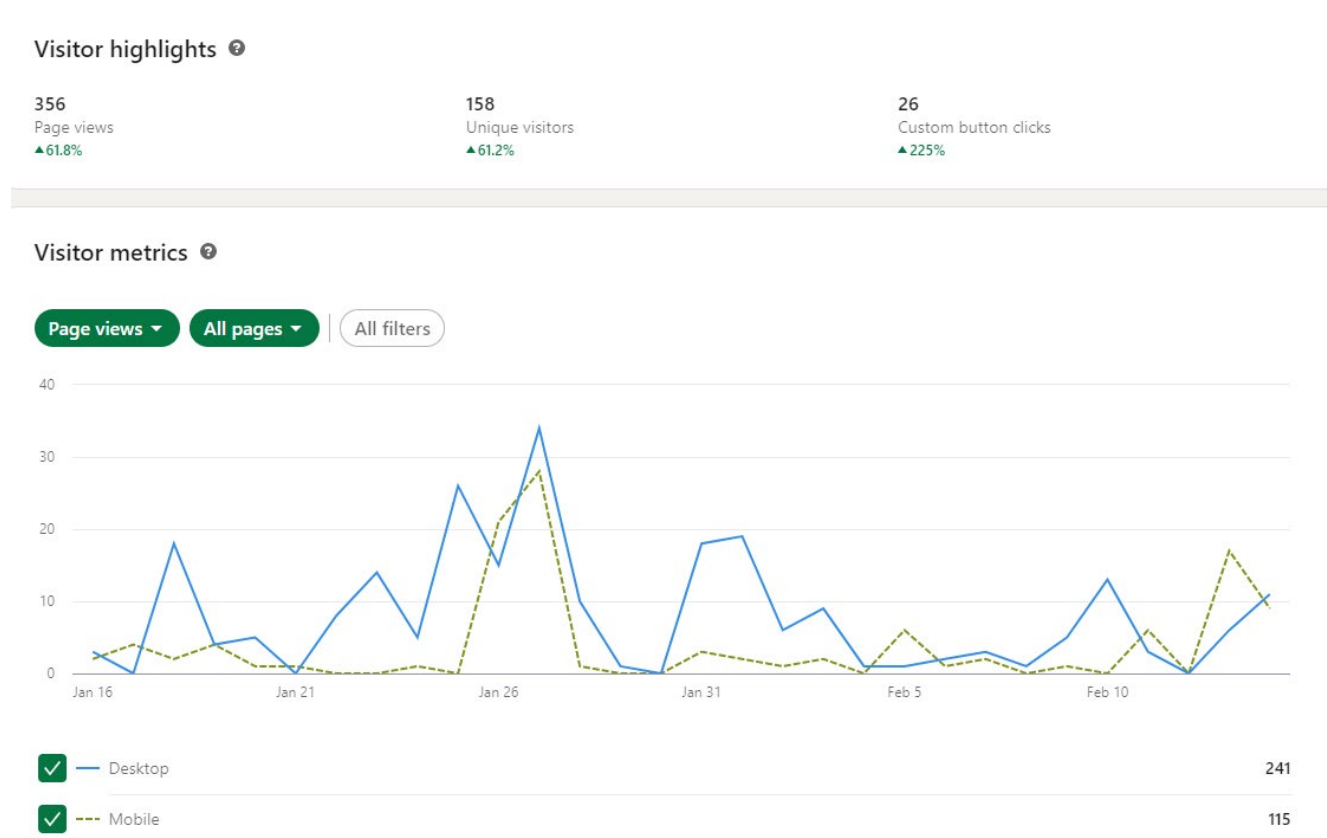 Visitor highlights ?
356
Page views
▲61.8%
158
Unique visitors
▲61.2%
26
Custom button clicks
▲225%
Visitor metrics ?
Page views
All pages
All filters
40
30
20
10
0
Jan 16 Jan 21 Jan 26 Jan 31 Feb 5 Feb 10
Desktop 241
Mobile 115